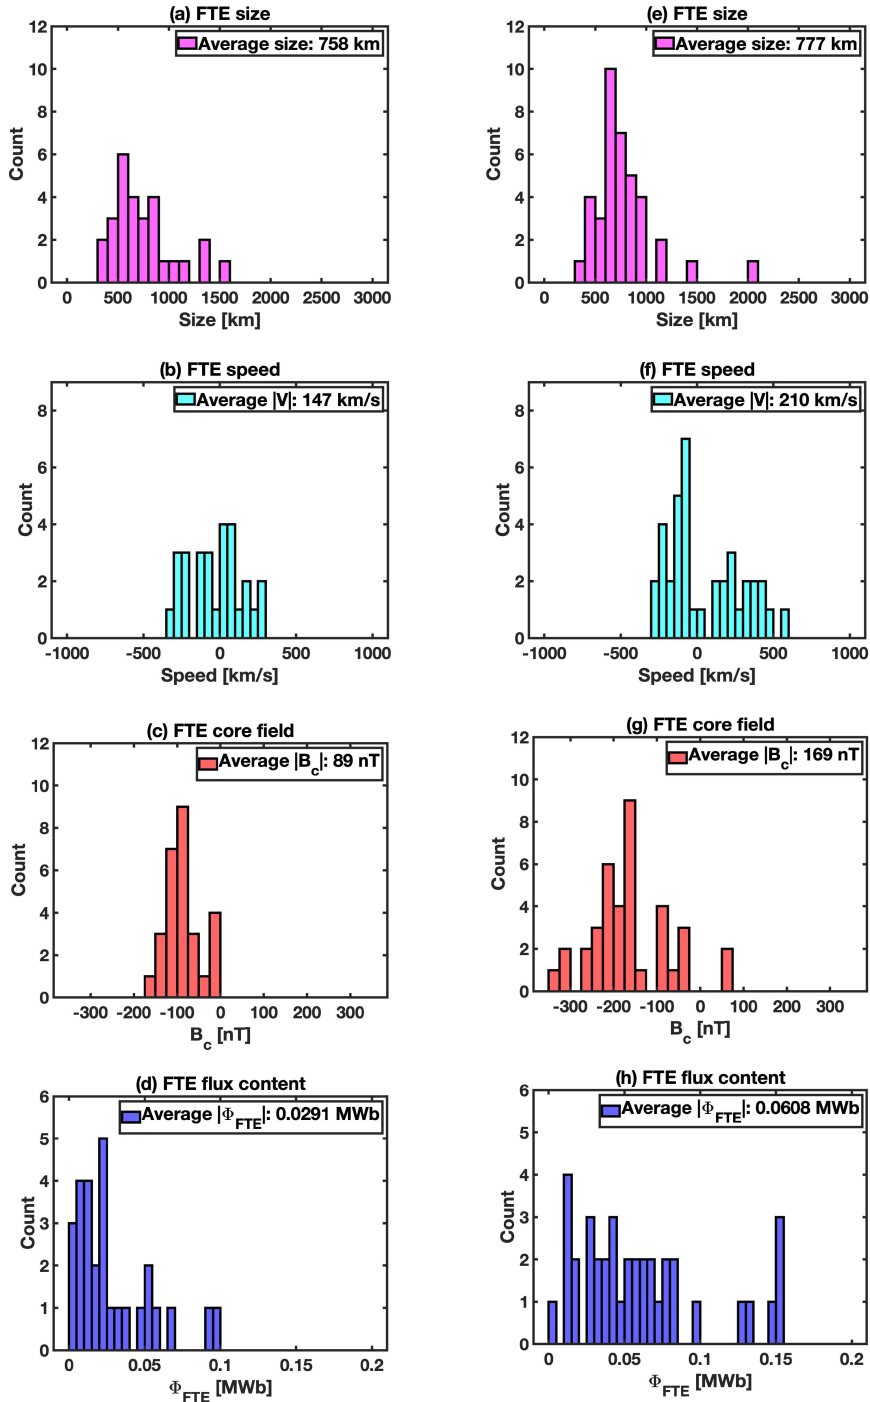 (a) FTE size
Average size: 758 km
12
10
8
6
4
2
0
Count
0 500 1000 1500 2000 2500 3000
Size [km]
(e) FTE size
Average size: 777 km
12
10
8
6
4
2
0
Count
0 500 1000 1500 2000 2500 3000
Size [km]
(b) FTE speed
Average |V|: 147 km/s
8
6
4
2
0
Count
-1000 -500 0 500 1000
Speed [km/s]
(f) FTE speed
Average |V|: 210 km/s
8
6
4
2
0
Count
-1000 -500 0 500 1000
Speed [km/s]
(c) FTE core field
Average |Bc|: 89 nT
12
10
8
6
4
2
0
Count
-300 -200 -100 0 100 200 300
Bc [nT]
(g) FTE core field
Average |Bc|: 169 nT
12
10
8
6
4
2
0
Count
-300 -200 -100 0 100 200 300
Bc [nT]
(d) FTE flux content
Average |ΦFTE|: 0.0291 MWb
6
5
4
3
2
1
0
Count
0 0.05 0.1 0.15 0.2
ΦFTE [MWb]
(h) FTE flux content
Average |ΦFTE|: 0.0608 MWb
6
5
4
3
2
1
0
Count
0 0.05 0.1 0.15 0.2
ΦFTE [MWb]